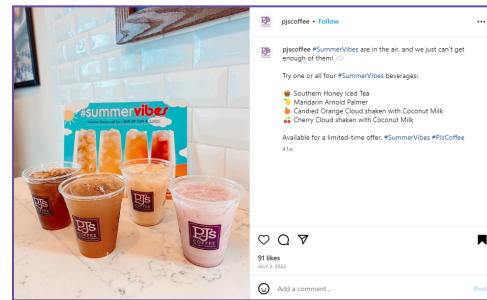 pjscoffee • Follow
pjscoffee #SummerVibes are in the air, and we just can't get
enough of them!
Try one or all four #SummerVibes beverages:
Southern Honey Iced Tea
Mandarin Arnold Palmer
Candied Orange Cloud shaken with Coconut Milk
Cherry Cloud shaken with Coconut Milk
Available for a limited-time offer. #SummerVibes #PJsCoffee
41w
#summervibes
PJ's
COFFEE
PJ's
COFFEE
PJ's
COFFEE
PJ's
COFFEE
91 likes
JULY 2, 2022
Add a comment...
Post